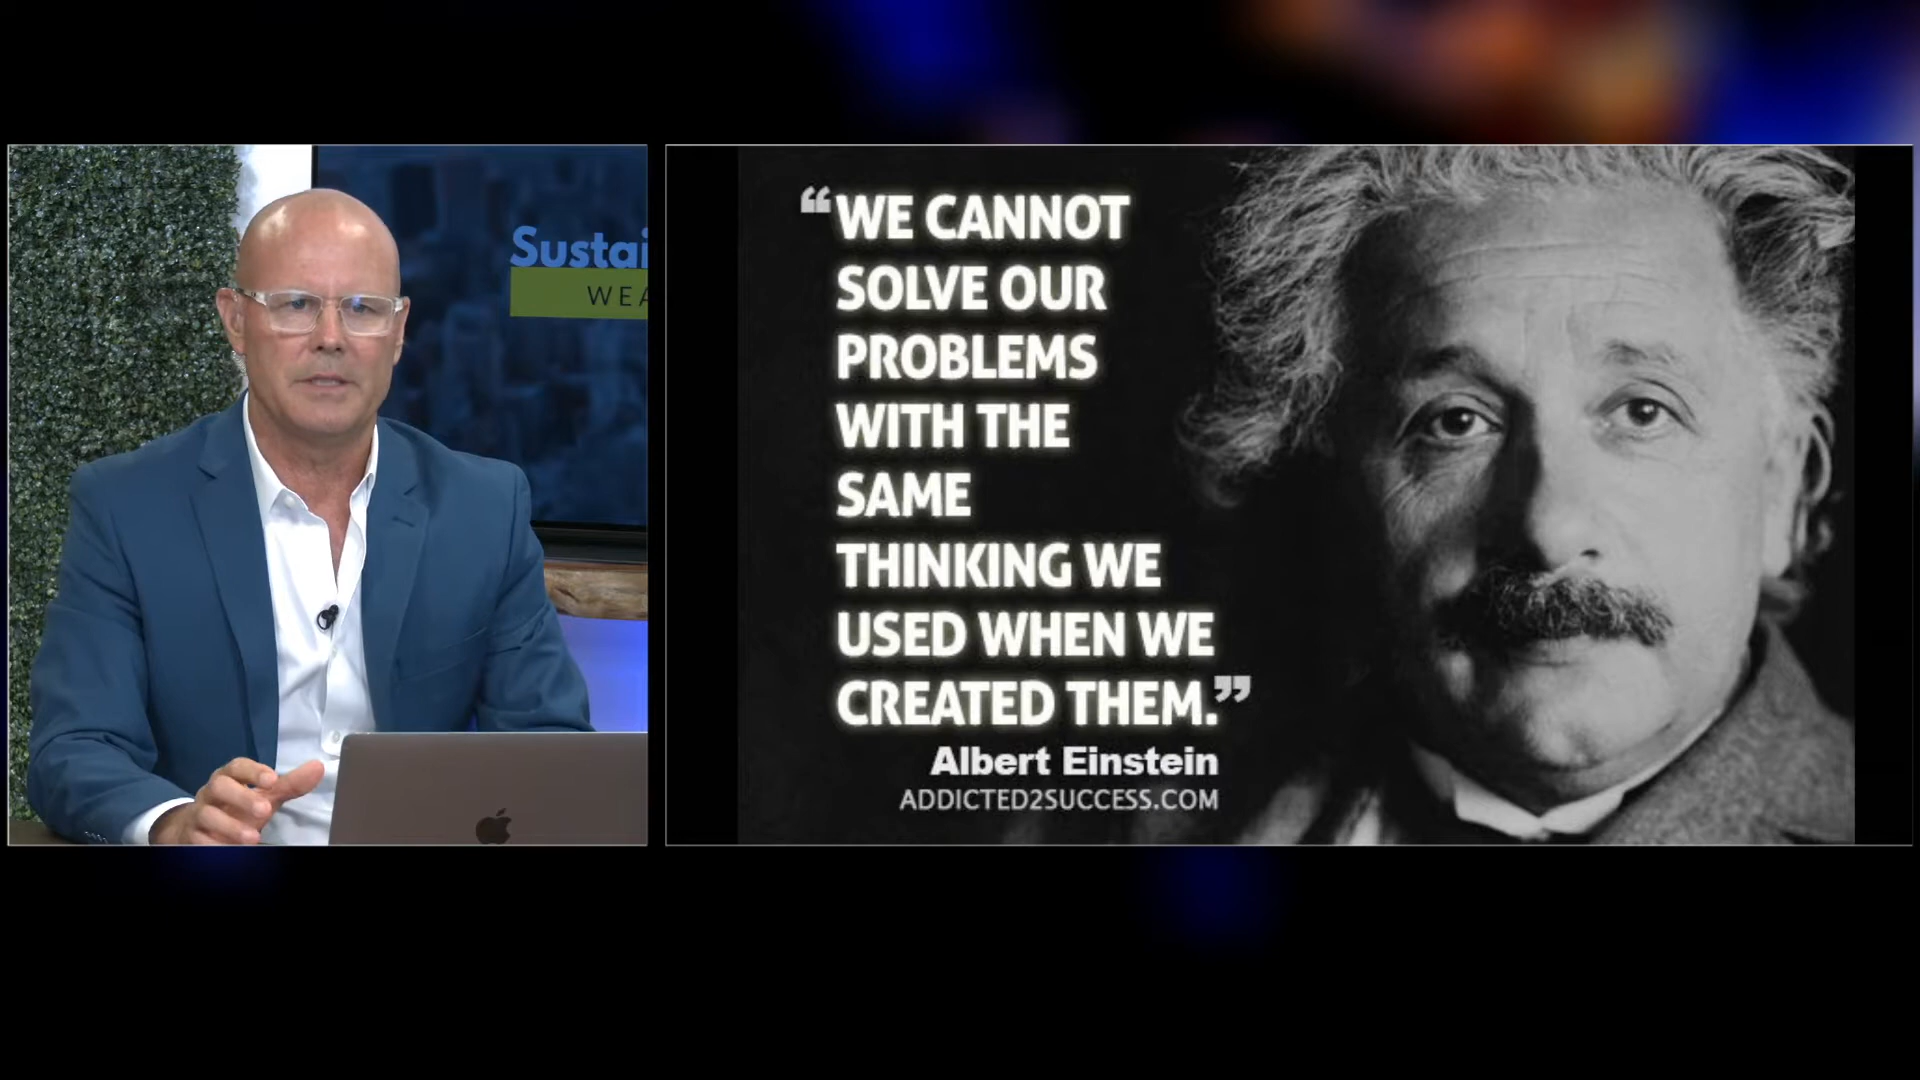 Sustai
WEA
“WE CANNOT
SOLVE OUR
PROBLEMS
WITH THE
SAME
THINKING WE
USED WHEN WE
CREATED THEM.”
Albert Einstein
ADDICTED2SUCCESS.COM